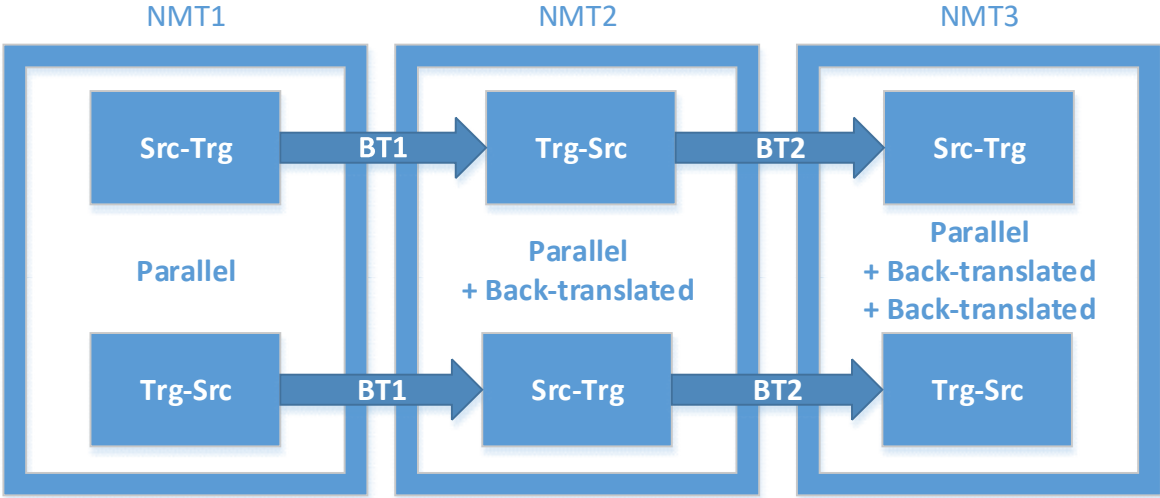 NMT1
NMT2
NMT3
Src-Trg
BT1
Trg-Src
BT2
Src-Trg
Parallel
Parallel
+ Back-translated
Parallel
+ Back-translated
+ Back-translated
Trg-Src
BT1
Src-Trg
BT2
Trg-Src